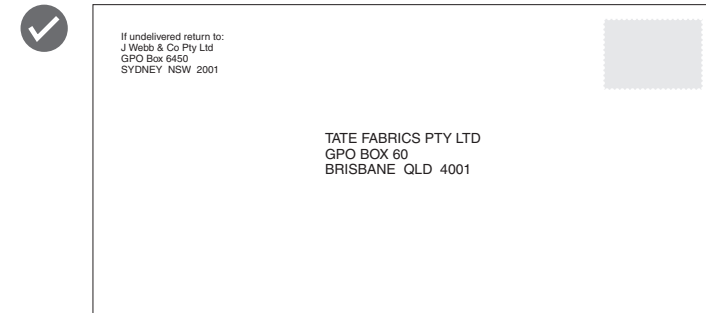 If undelivered return to:
J Webb & Co Pty Ltd
GPO Box 6450
SYDNEY  NSW  2001
TATE FABRICS PTY LTD
GPO BOX 60
BRISBANE  QLD  4001